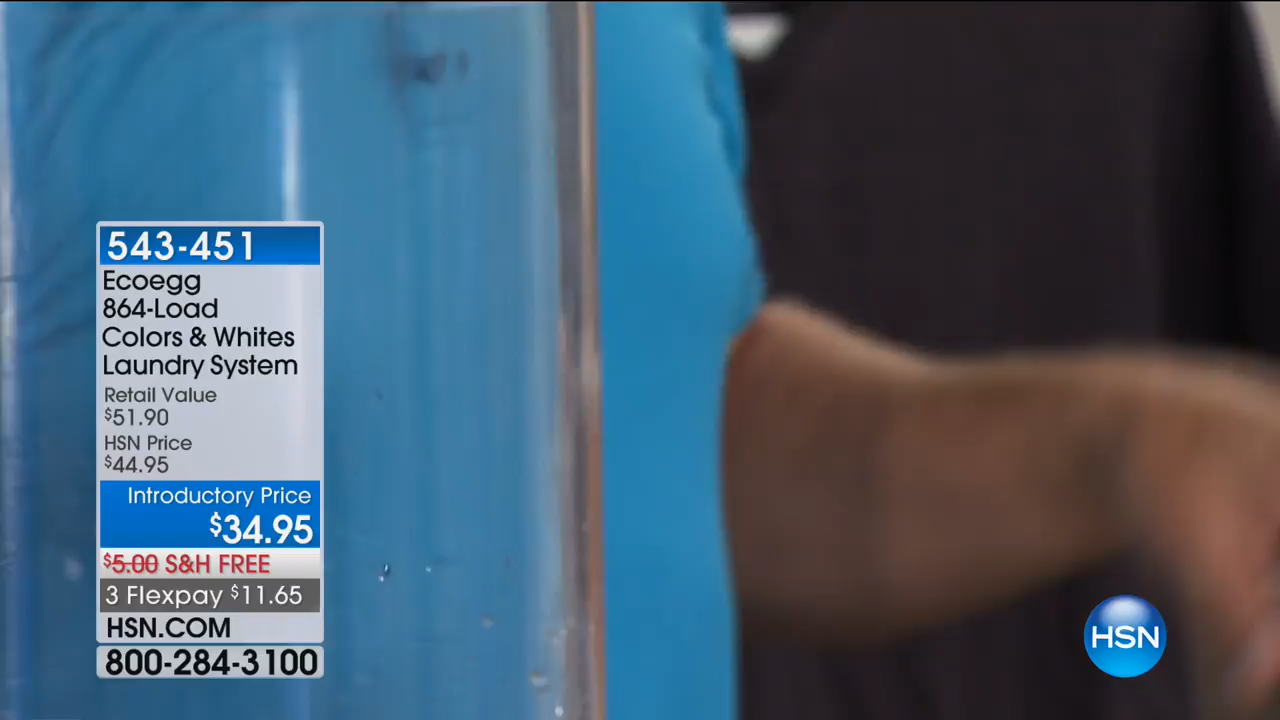 543-451
Ecoegg
864-Load
Colors & Whites
Laundry System
Retail Value
$51.90
HSN Price
$44.95
Introductory Price
$34.95
$5.00 S&H FREE
3 Flexpay $11.65
HSN.COM
800-284-3100
HSN